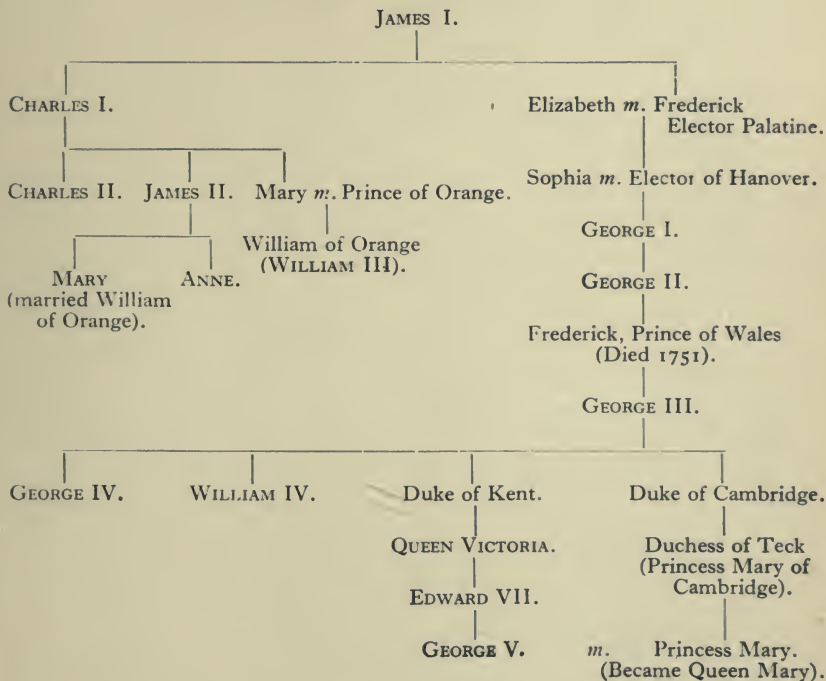 JAMES I.
CHARLES I.
Elizabeth m. Frederick
Elector Palatine.
CHARLES II. JAMES II. Mary m. Prince of Orange.
Sophia m. Elector of Hanover.
William of Orange
(WILLIAM III).
GEORGE I.
MARY
(married William
of Orange).
ANNE.
GEORGE II.
Frederick, Prince of Wales
(Died 1751).
GEORGE III.
GEORGE IV. WILLIAM IV. Duke of Kent. Duke of Cambridge.
QUEEN VICTORIA.
Duchess of Teck
(Princess Mary of
Cambridge).
EDWARD VII.
GEORGE V. m. Princess Mary.
(Became Queen Mary).